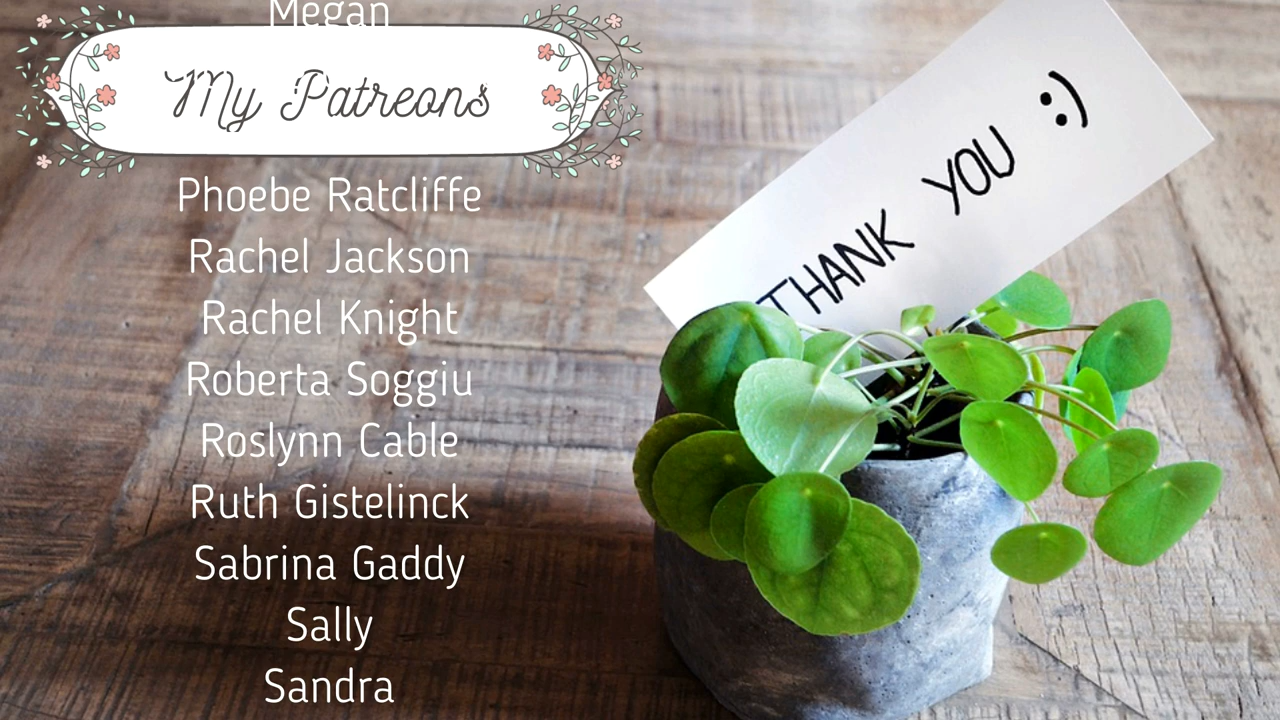 Megan
My Patreons
Phoebe Ratcliffe
Rachel Jackson
Rachel Knight
Roberta Soggiu
Roslynn Cable
Ruth Gistelinck
Sabrina Gaddy
Sally
Sandra
THANK YOU :)